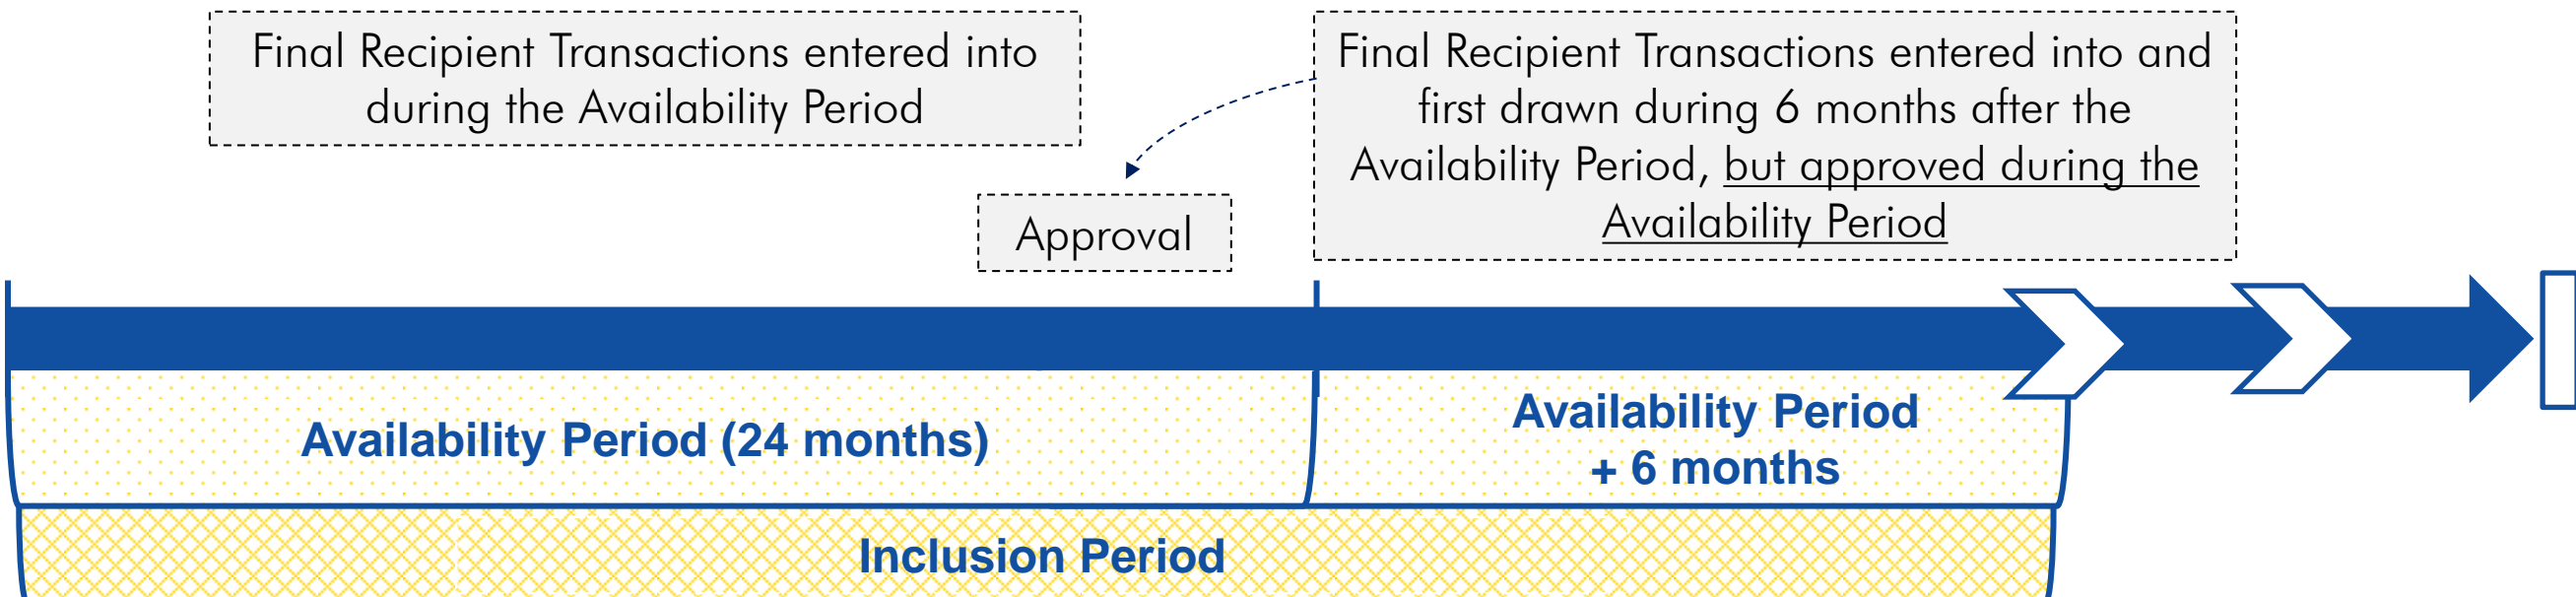 Final Recipient Transactions entered into
during the Availability Period
Final Recipient Transactions entered into and
first drawn during 6 months after the
Availability Period, but approved during the
Availability Period
Approval
Availability Period (24 months)
Availability Period
+ 6 months
Inclusion Period